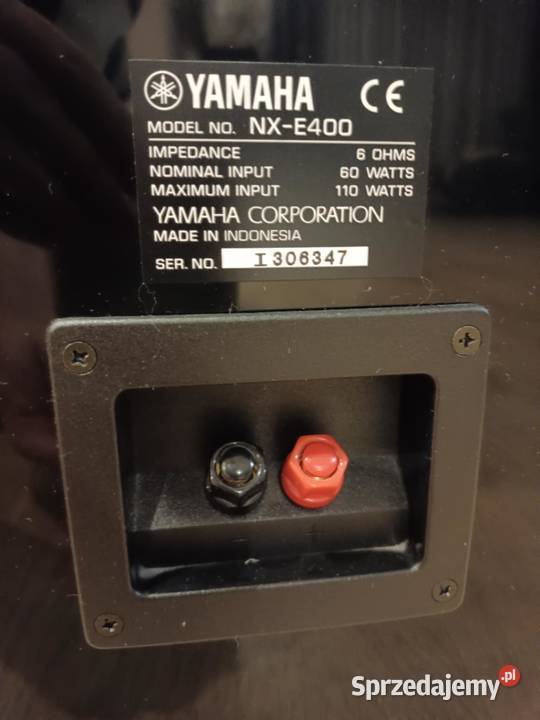 YAMAHA CE
MODEL NO. NX-E400
IMPEDANCE 6 OHMS
NOMINAL INPUT 60 WATTS
MAXIMUM INPUT 110 WATTS
YAMAHA CORPORATION
MADE IN INDONESIA
SER. NO. I 306347
- +
Sprzedajemy.pl